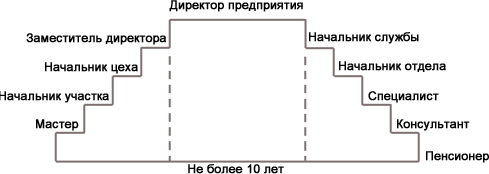 Директор предприятия
Заместитель директора
Начальник службы
Начальник цеха
Начальник отдела
Начальник участка
Специалист
Мастер
Консультант
Пенсионер
Не более 10 лет